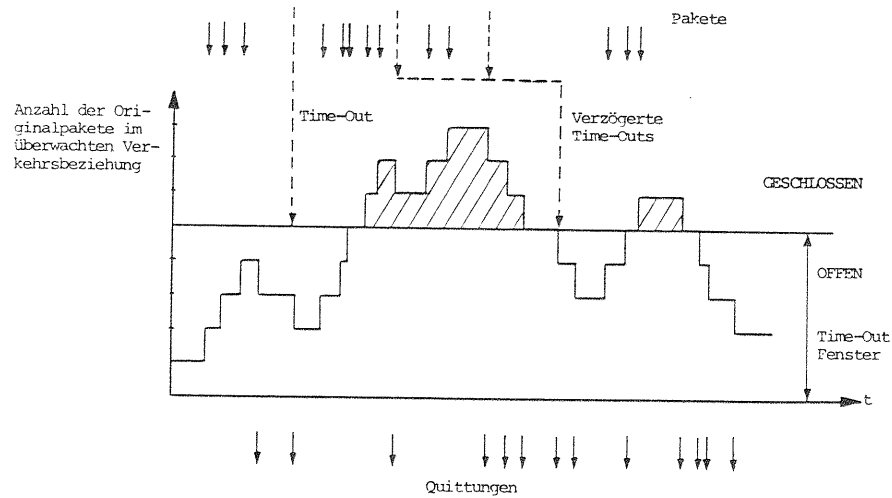 Pakete
Anzahl der Ori-
ginalpakete im
überwachten Ver-
kehrsbeziehung
Time-Out
Verzögerte
Time-Outs
GESCHLOSSEN
OFFEN
Time-Out
Fenster
t
Quittungen